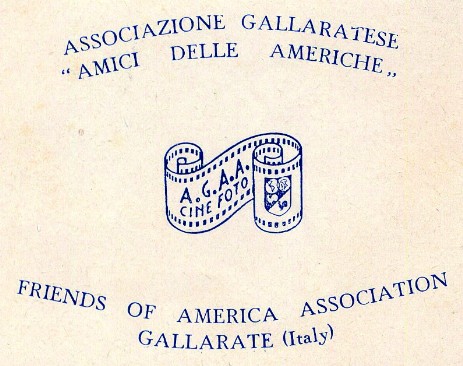 ASSOCIAZIONE GALLARATESE
“AMICI DELLE AMERICHE„
A.G.A.A.
CINE FOTO
FRIENDS OF AMERICA ASSOCIATION
GALLARATE (Italy)